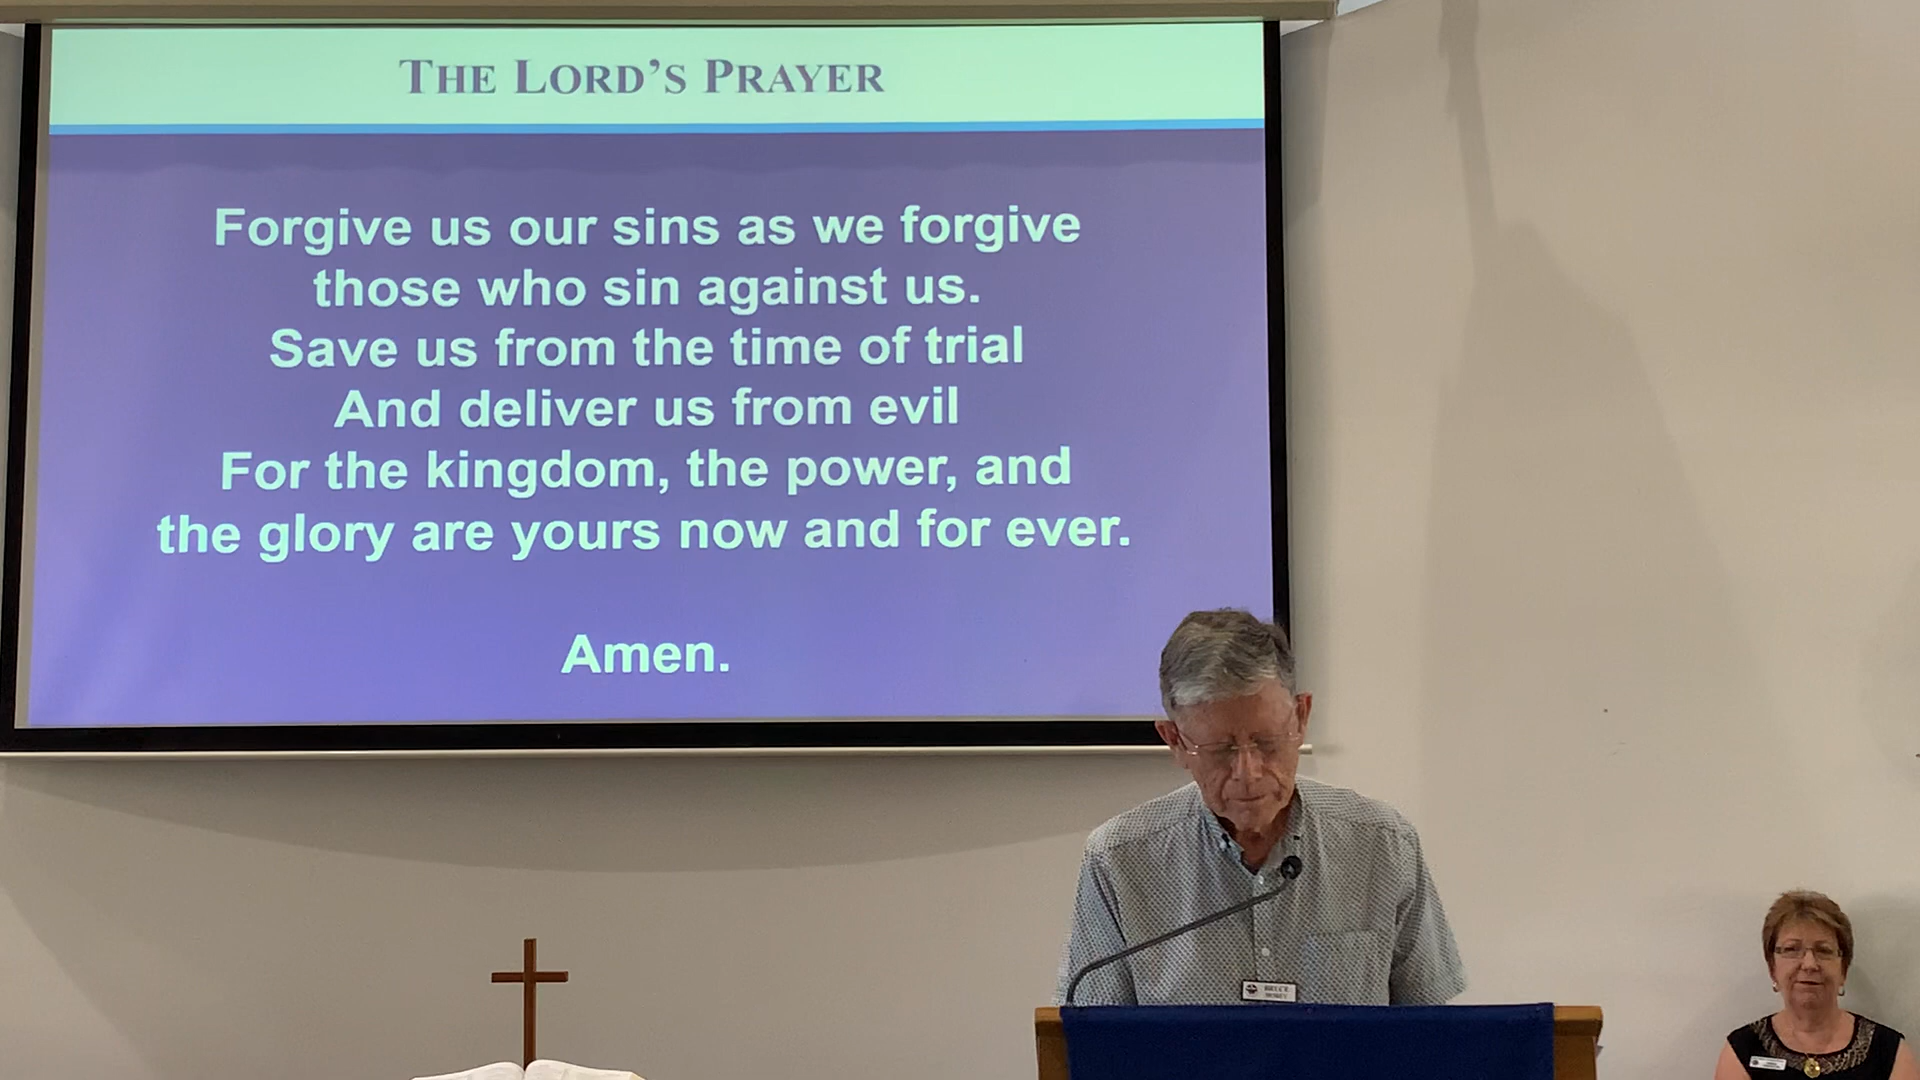 THE LORD'S PRAYER
Forgive us our sins as we forgive
those who sin against us.
Save us from the time of trial
And deliver us from evil
For the kingdom, the power, and
the glory are yours now and for ever.
Amen.
BRUCE